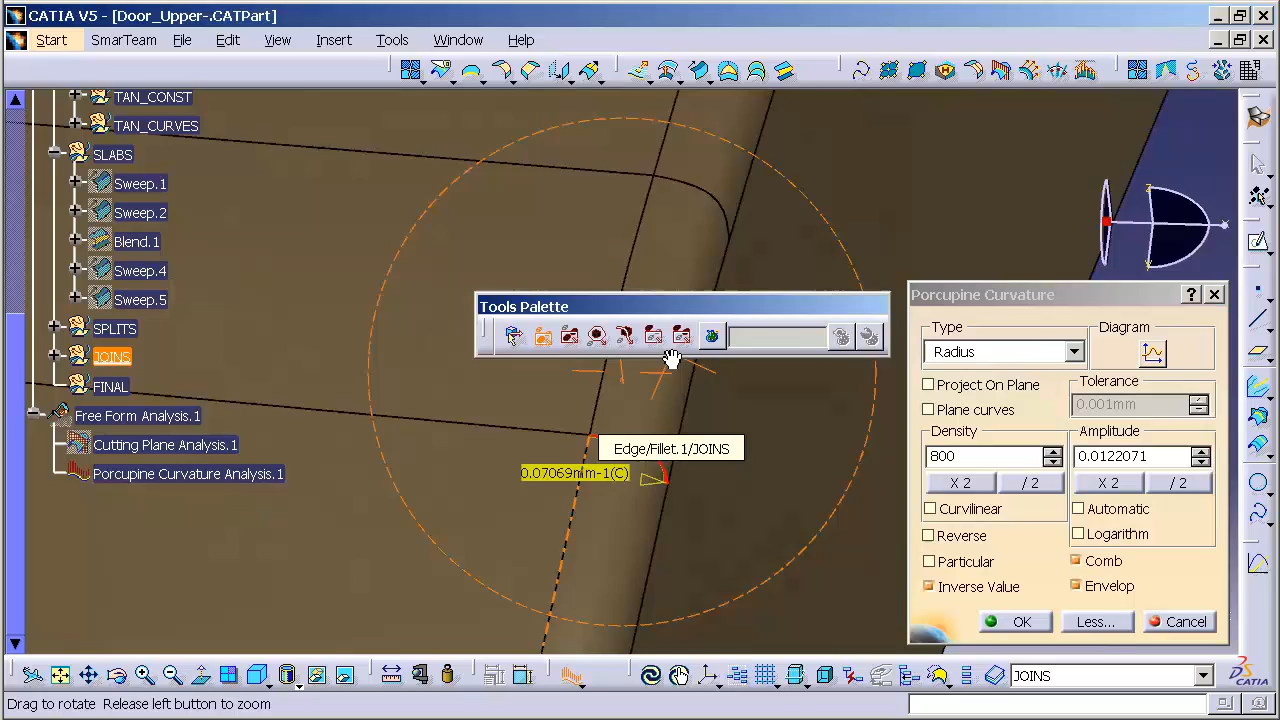 CATIA V5 - [Door_Upper-.CATPart]
Start SmarTeam File Edit View Insert Tools Window Help
TAN_CONST
TAN_CURVES
SLABS
Sweep.1
Sweep.2
Blend.1
Sweep.4
Sweep.5
SPLITS
JOINS
FINAL
Free Form Analysis.1
Cutting Plane Analysis.1
Porcupine Curvature Analysis.1
Tools Palette
Edge/Fillet.1/JOINS
0.07069mm-1(C)
Porcupine Curvature
Type
Diagram
Radius
Project On Plane
Tolerance
0.001mm
Plane curves
Density
Amplitude
800
0.0122071
X 2
/ 2
X 2
/ 2
Curvilinear
Automatic
Reverse
Logarithm
Particular
Comb
Inverse Value
Envelop
Ok
Less...
Cancel
JOINS
CATIA
Drag to rotate Release left button to zoom